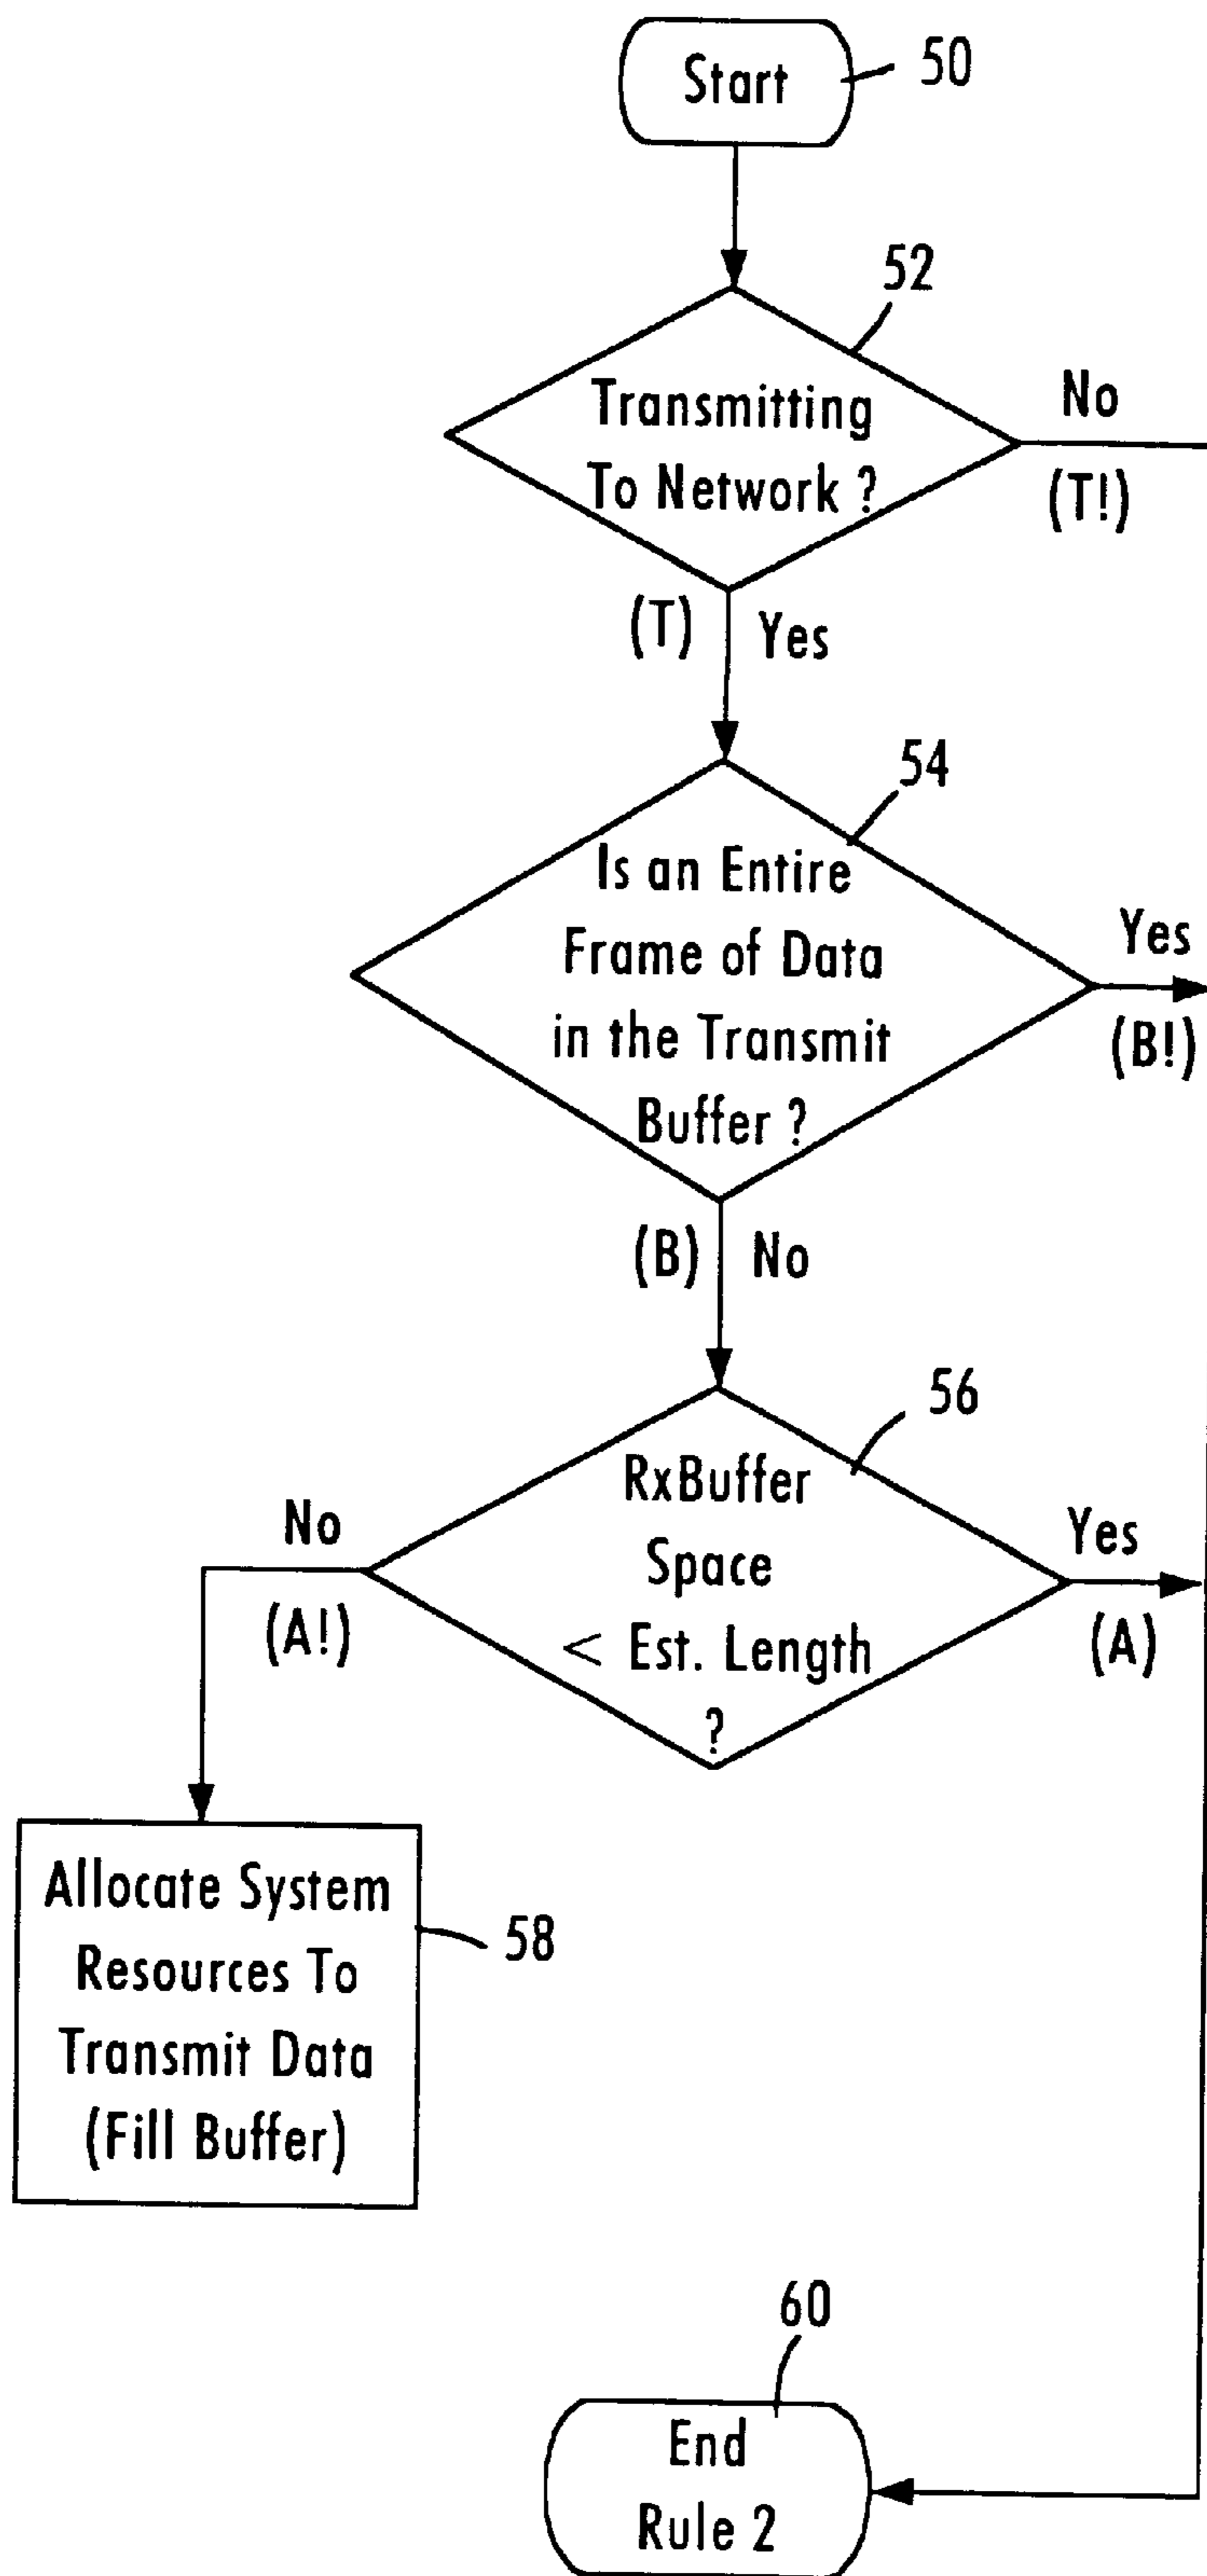 Start
50
52
Transmitting
To Network ?
No
(T!)
(T)
Yes
54
Is an Entire
Frame of Data
in the Transmit
Buffer ?
Yes
(B!)
(B)
No
56
RxBuffer
Space
< Est. Length
?
No
(A!)
Yes
(A)
Allocate System
Resources To
Transmit Data
(Fill Buffer)
58
60
End
Rule 2